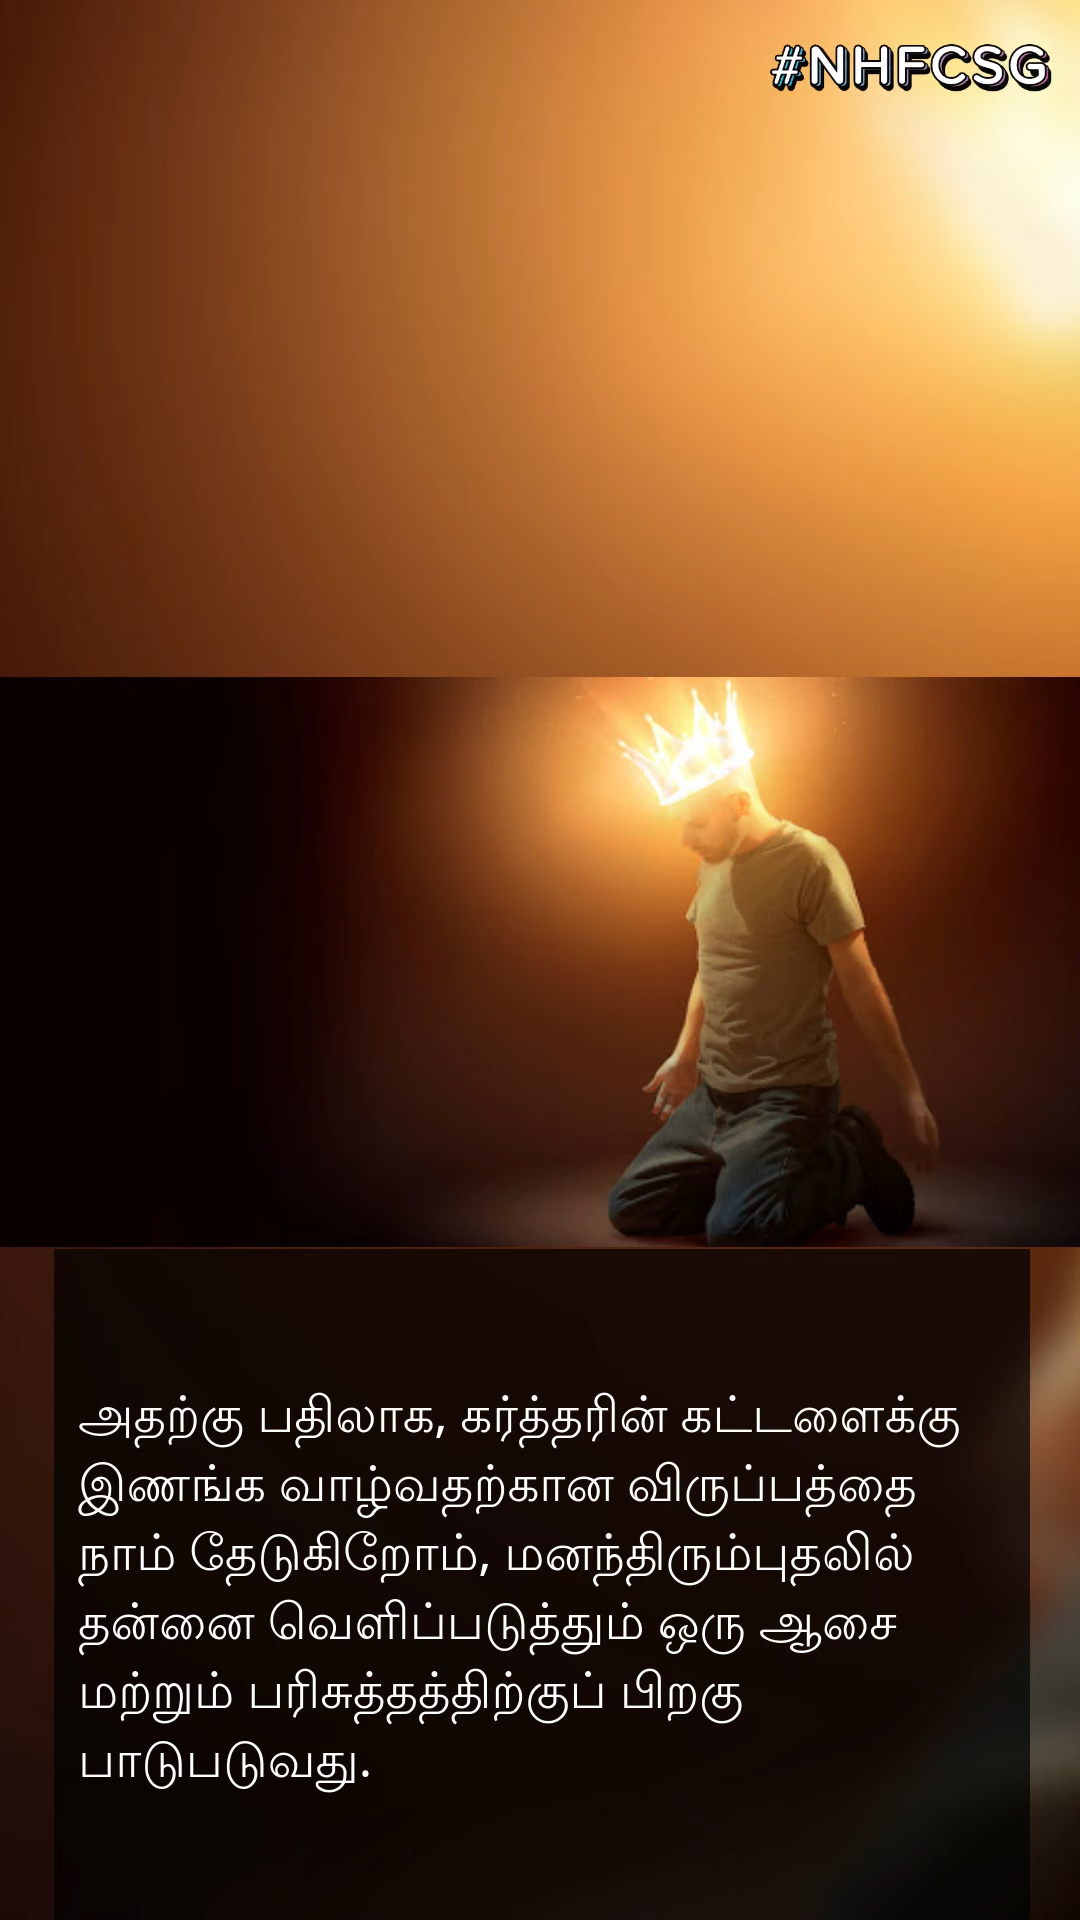 #NHFCSG
அதற்கு பதிலாக, கர்த்தரின் கட்டளைக்கு
இணங்க வாழ்வதற்கான விருப்பத்தை
நாம் தேடுகிறோம், மனந்திரும்புதலில்
தன்னை வெளிப்படுத்தும் ஒரு ஆசை
மற்றும் பரிசுத்தத்திற்குப் பிறகு
பாடுபடுவது.